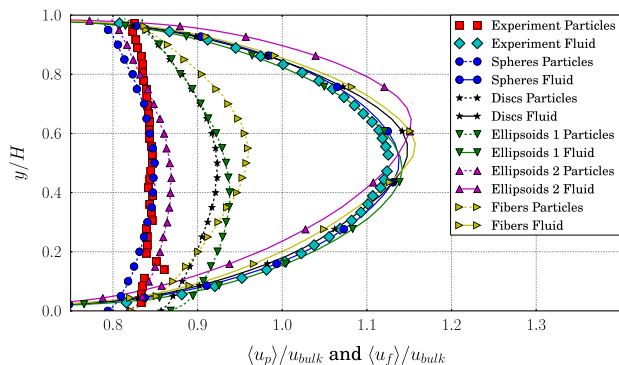 1.0
0.8
0.6
0.4
0.2
0.0
y/H
0.8 0.9 1.0 1.1 1.2 1.3
⟨u_p⟩/u_bulk and ⟨u_f⟩/u_bulk
Experiment Particles
Experiment Fluid
Spheres Particles
Spheres Fluid
Discs Particles
Discs Fluid
Ellipsoids 1 Particles
Ellipsoids 1 Fluid
Ellipsoids 2 Particles
Ellipsoids 2 Fluid
Fibers Particles
Fibers Fluid